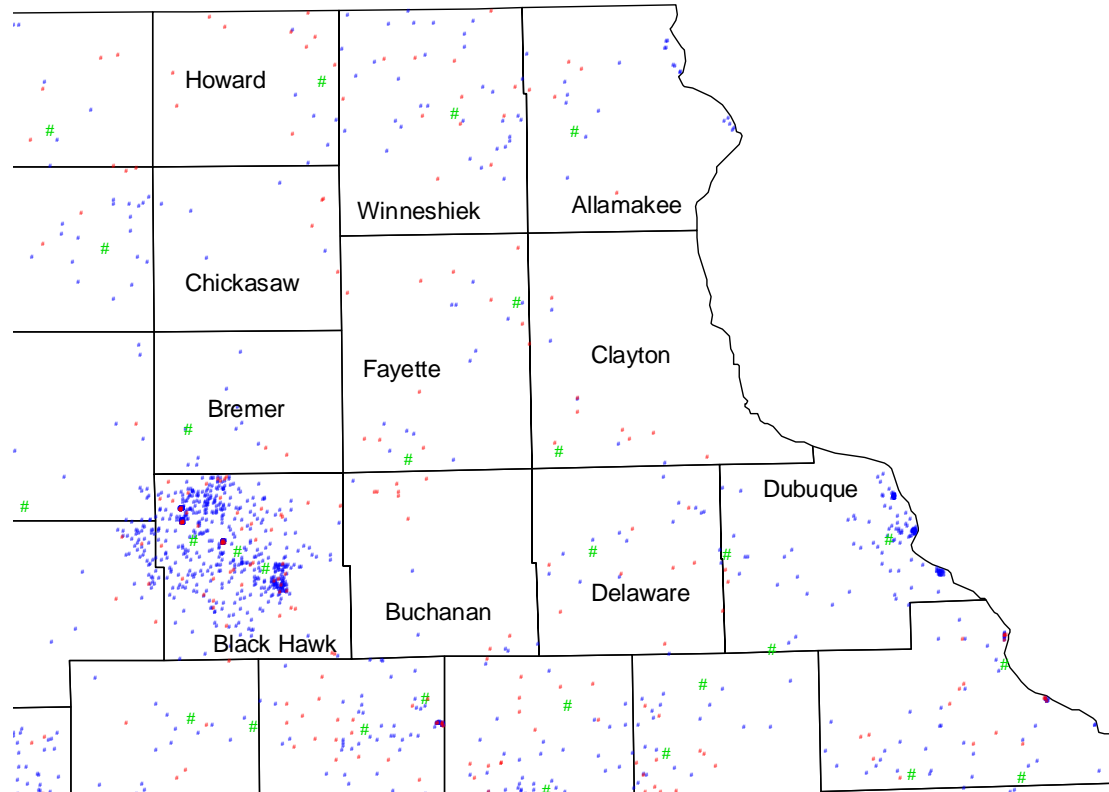 Howard
Winneshiek
Allamakee
Chickasaw
Clayton
Fayette
Bremer
Dubuque
Delaware
Buchanan
Black Hawk